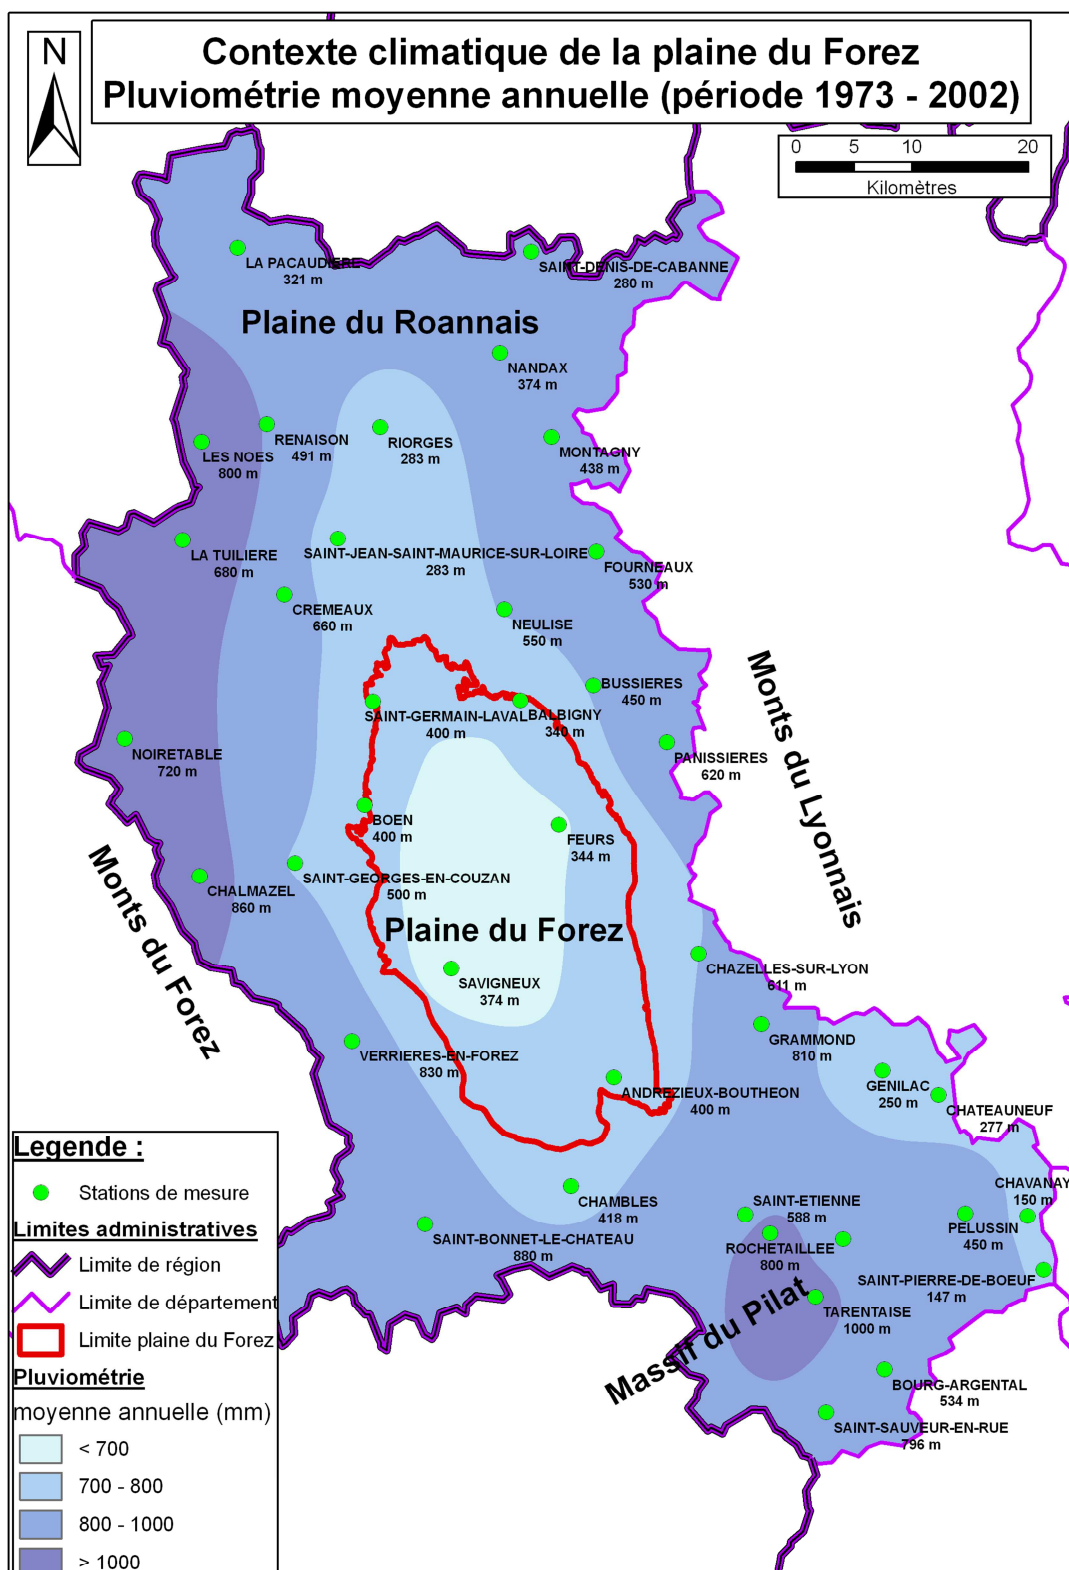 Contexte climatique de la plaine du Forez
Pluviométrie moyenne annuelle (période 1973 - 2002)
N
0 5 10 20
Kilomètres
LA PACAUDIERE
321 m
SAINT-DENIS-DE-CABANNE
280 m
Plaine du Roannais
NANDAX
374 m
RENAISON
491 m
RIORGES
283 m
LES NOES
800 m
MONTAGNY
438 m
LA TUILIERE
680 m
SAINT-JEAN-SAINT-MAURICE-SUR-LOIRE
283 m
FOURNEAUX
530 m
CREMEAUX
660 m
NEULISE
550 m
BUSSIERES
450 m
SAINT-GERMAIN-LAVAL
400 m
BALBIGNY
340 m
NOIRETABLE
720 m
PANISSIERES
620 m
Monts du Lyonnais
BOEN
400 m
FEURS
344 m
SAINT-GEORGES-EN-COUZAN
500 m
CHALMAZEL
860 m
Monts du Forez
Plaine du Forez
SAVIGNEUX
374 m
CHAZELLES-SUR-LYON
611 m
GRAMMOND
810 m
VERRIERES-EN-FOREZ
830 m
ANDREZIEUX-BOUTHEON
400 m
GENILAC
250 m
CHATEAUNEUF
277 m
CHAVANAY
150 m
CHAMBLES
418 m
SAINT-ETIENNE
588 m
PELUSSIN
450 m
SAINT-BONNET-LE-CHATEAU
880 m
ROCHETAILLEE
800 m
SAINT-PIERRE-DE-BOEUF
147 m
TARENTAISE
1000 m
Massif du Pilat
BOURG-ARGENTAL
534 m
SAINT-SAUVEUR-EN-RUE
796 m
Legende :
Stations de mesure
Limites administratives
Limite de région
Limite de département
Limite plaine du Forez
Pluviométrie
moyenne annuelle (mm)
< 700
700 - 800
800 - 1000
> 1000